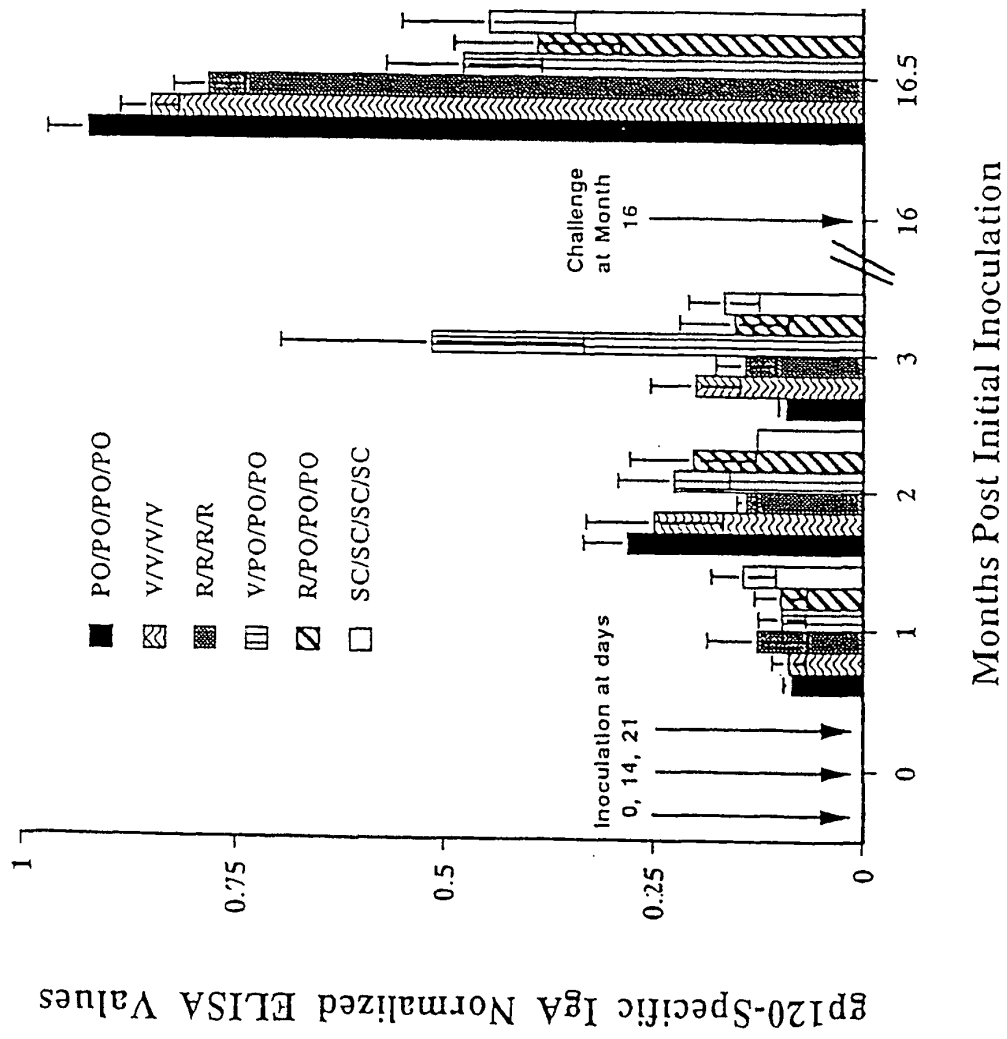 gp120-Specific IgA Normalized ELISA Values
1
0.75
0.5
0.25
0
PO/PO/PO/PO
V/V/V/V
R/R/R/R
V/PO/PO/PO
R/PO/PO/PO
SC/SC/SC/SC
Inoculation at days
0, 14, 21
Challenge
at Month
16
0
1
2
3
16
16.5
Months Post Initial Inoculation